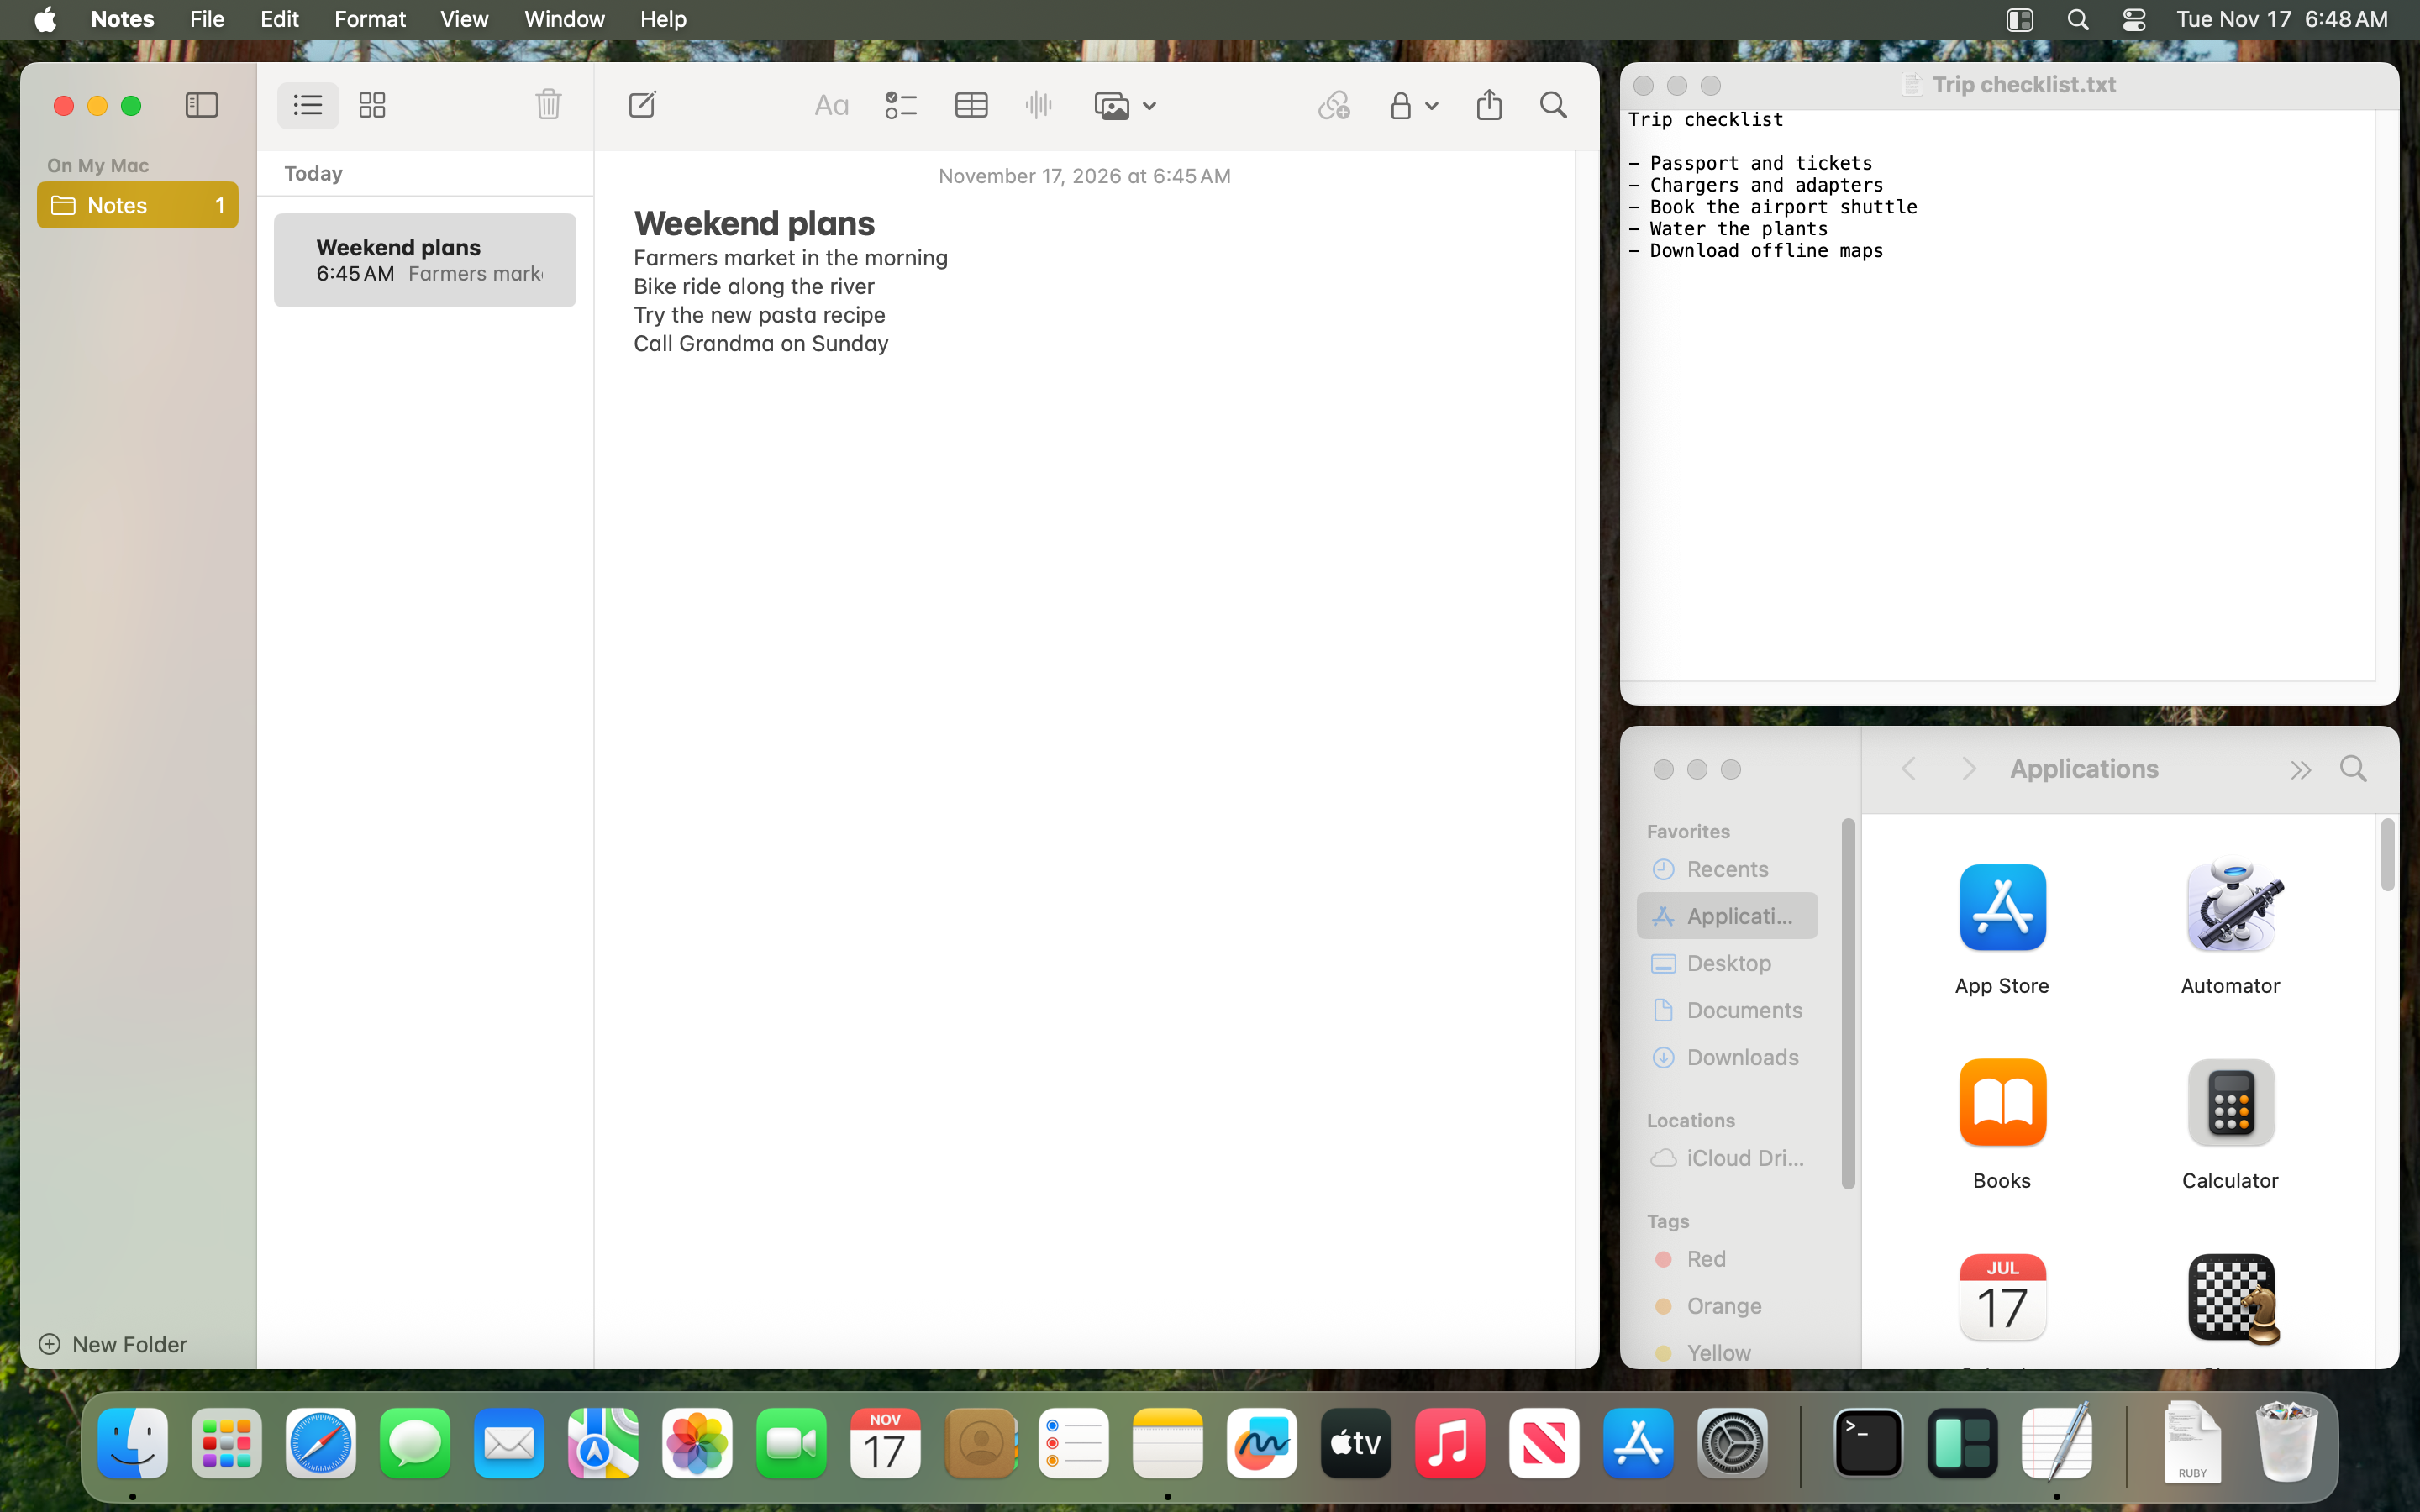 Notes File Edit Format View Window Help
Tue Nov 17 6:48 AM
On My Mac
Notes 1
New Folder
Today
Weekend plans
6:45 AM Farmers mark
Aa
November 17, 2026 at 6:45 AM
Weekend plans
Farmers market in the morning
Bike ride along the river
Try the new pasta recipe
Call Grandma on Sunday
Trip checklist.txt
Trip checklist
- Passport and tickets
- Chargers and adapters
- Book the airport shuttle
- Water the plants
- Download offline maps
Applications
Favorites
Recents
Applicati...
Desktop
Documents
Downloads
Locations
iCloud Dri...
Tags
Red
Orange
Yellow
App Store Automator
Books Calculator
JUL
17
NOV
17
tv
>_
RUBY